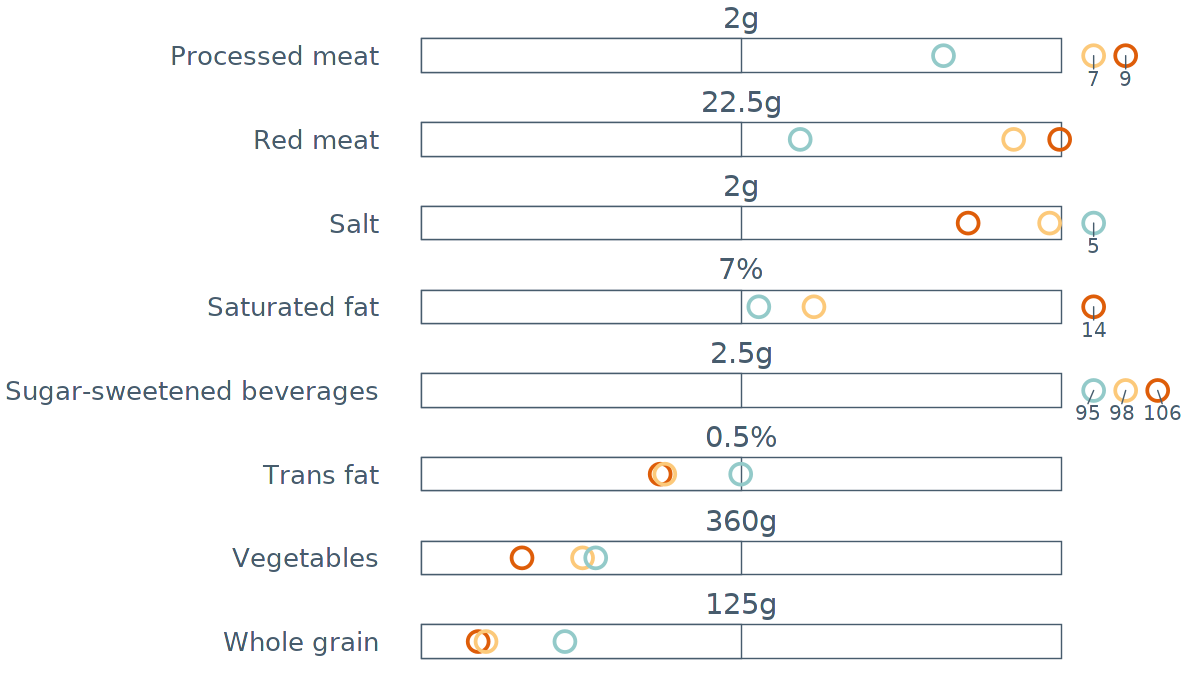 2g
Processed meat
7 9
22.5g
Red meat
2g
Salt
5
7%
Saturated fat
14
2.5g
Sugar-sweetened beverages
95 98 106
0.5%
Trans fat
360g
Vegetables
125g
Whole grain